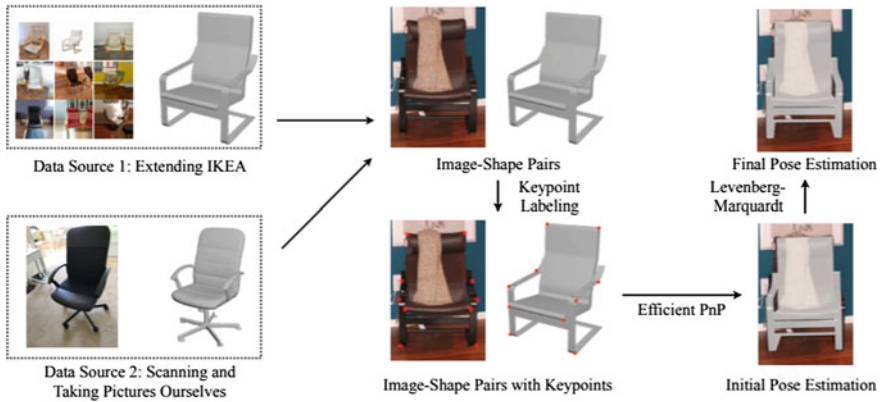 Data Source 1: Extending IKEA
Image-Shape Pairs
Final Pose Estimation
Keypoint
Labeling
Levenberg-
Marquardt
Efficient PnP
Data Source 2: Scanning and
Taking Pictures Ourselves
Image-Shape Pairs with Keypoints
Initial Pose Estimation